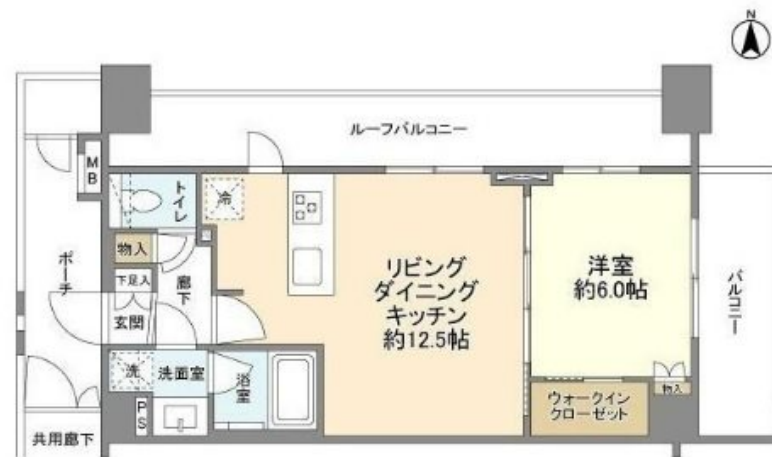 N
ルーフバルコニー
MB
トイレ
冷
物入
ポーチ
下足入
廊下
玄関
リビング
ダイニング
キッチン
約12.5帖
洋室
約6.0帖
バルコニー
洗
洗面室
浴室
PS
物入
ウォークイン
クローゼット
共用廊下